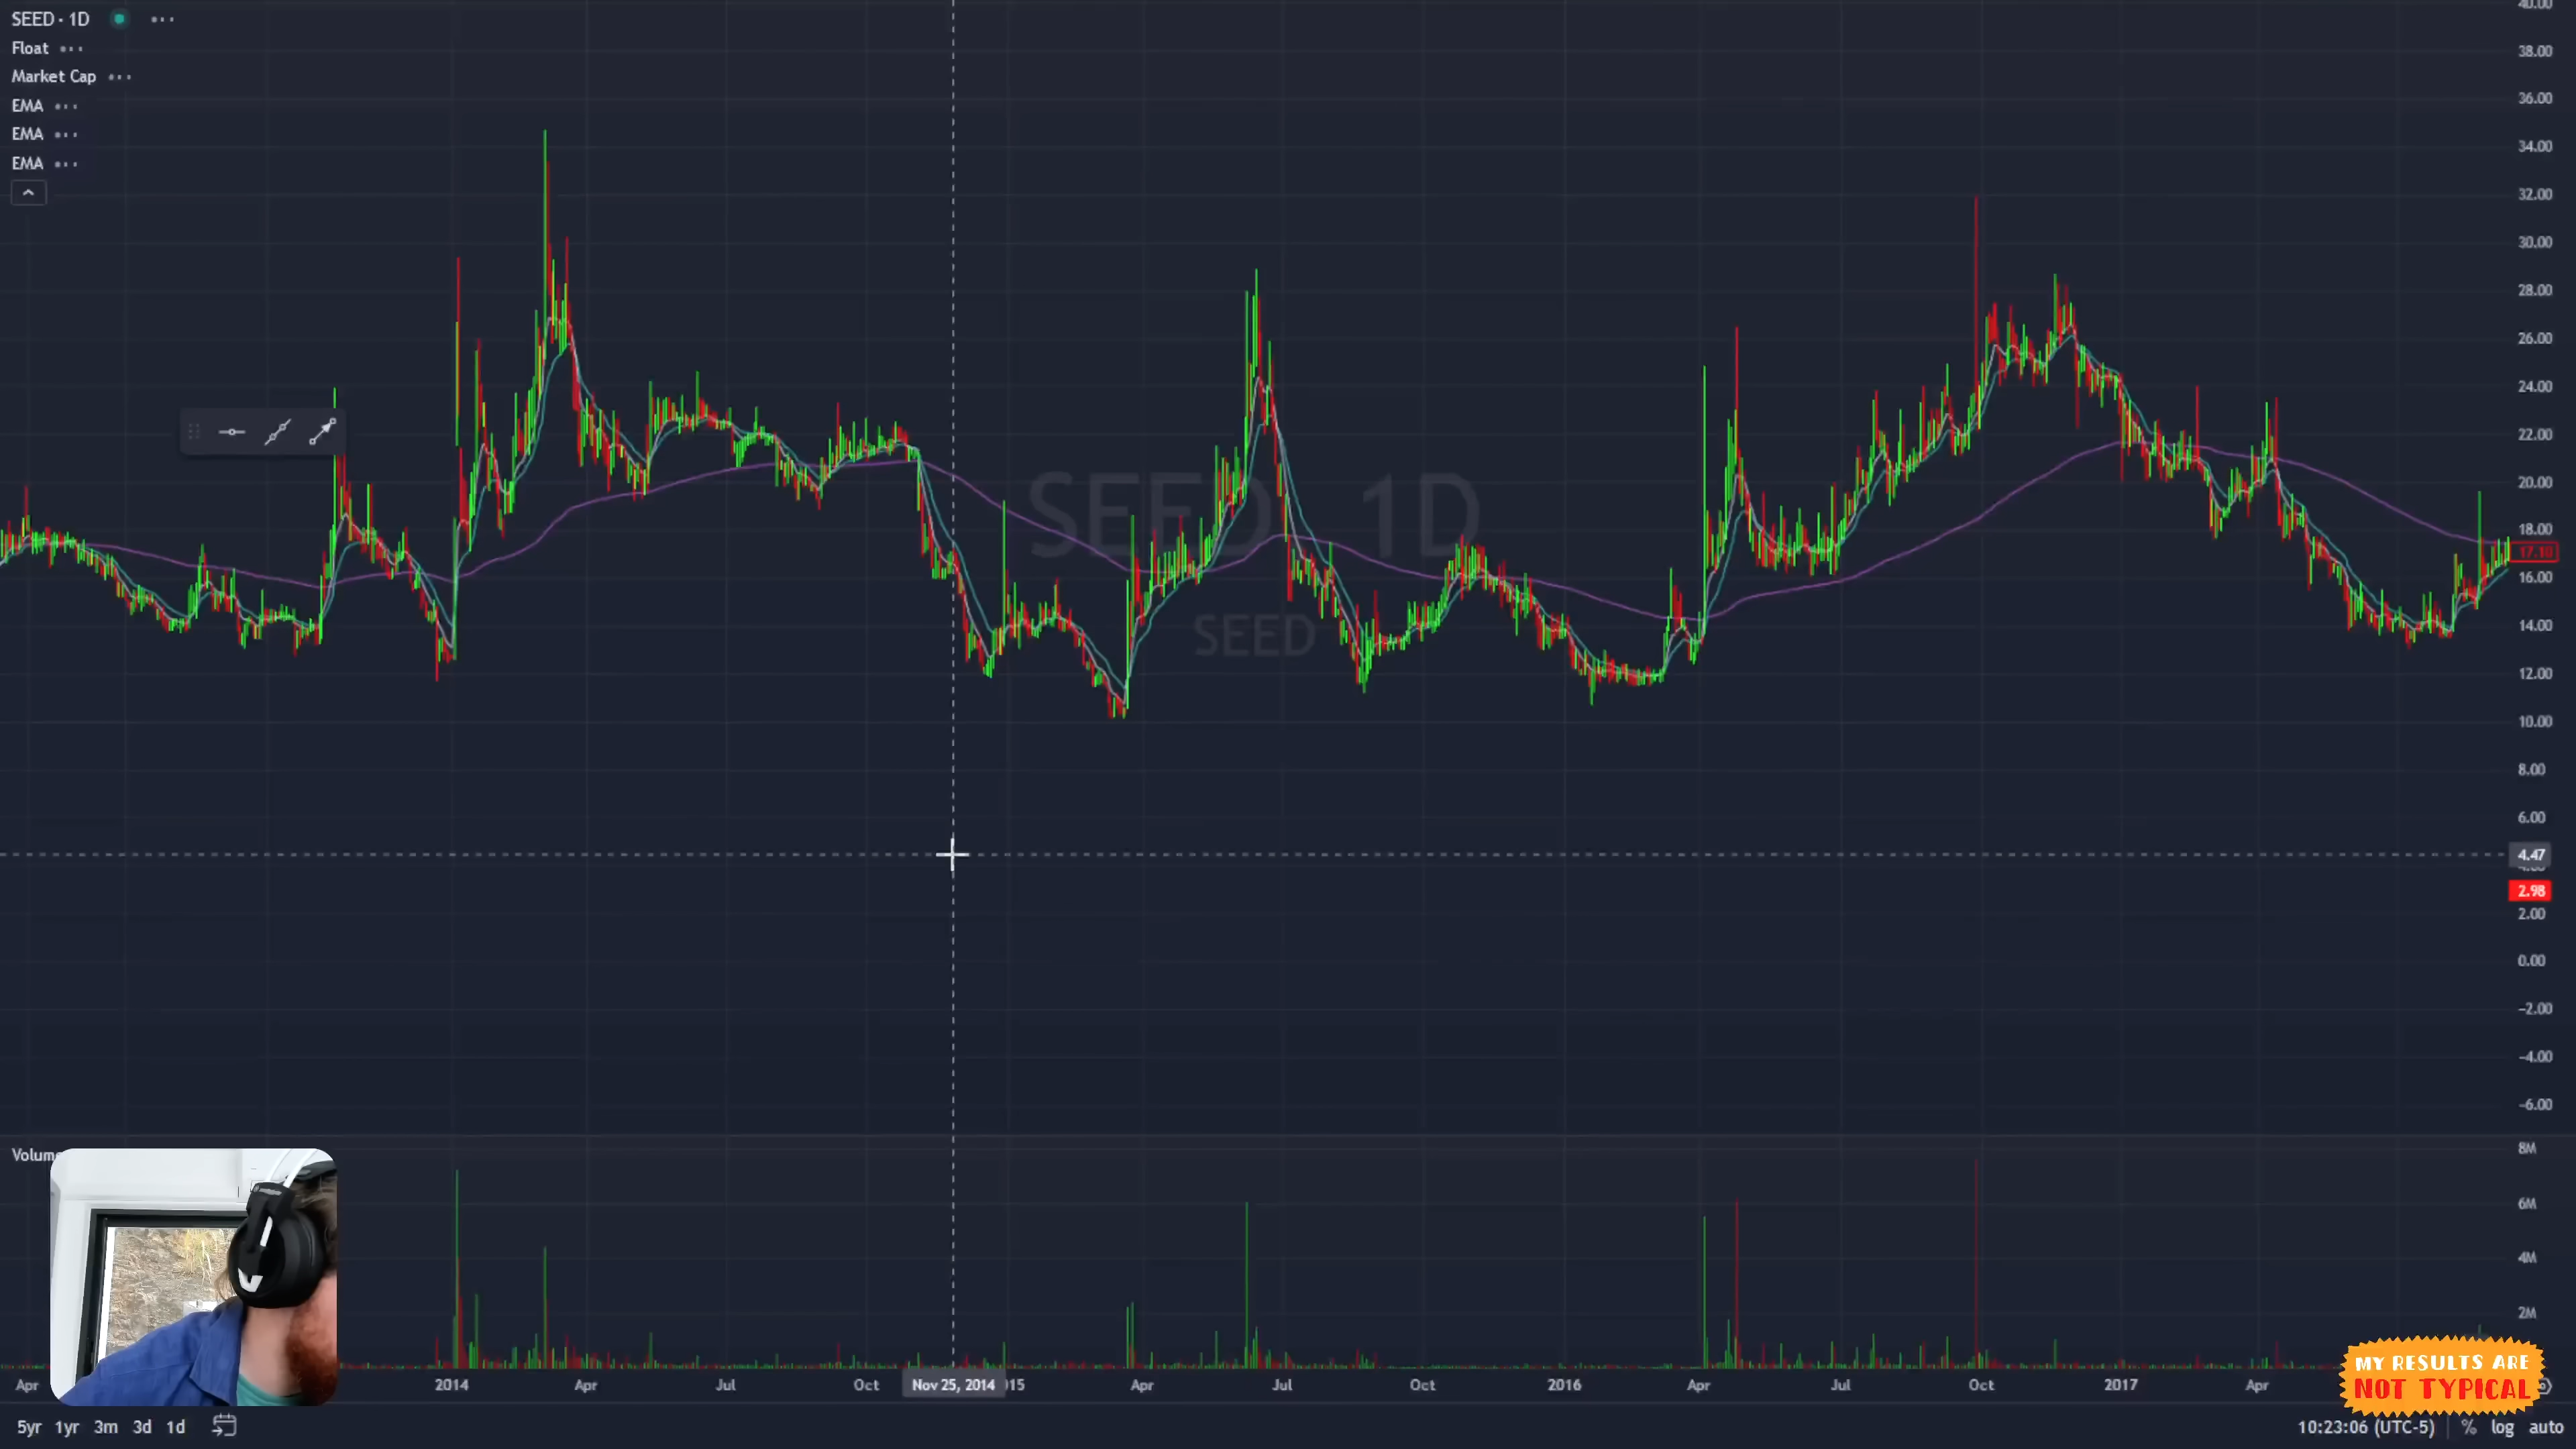 SEED · 1D
Float
Market Cap
EMA
EMA
EMA
SEED 1D
SEED
40.00
38.00
36.00
34.00
32.00
30.00
28.00
26.00
24.00
22.00
20.00
18.00
17.10
16.00
14.00
12.00
10.00
8.00
6.00
4.47
2.98
2.00
0.00
-2.00
-4.00
-6.00
Volum
8M
6M
4M
2M
MY RESULTS ARE
NOT TYPICAL
Apr 2014 Apr Jul Oct Nov 25, 2014 15 Apr Jul Oct 2016 Apr Jul Oct 2017 Apr
5yr 1yr 3m 3d 1d 10:23:06 (UTC-5) % log auto